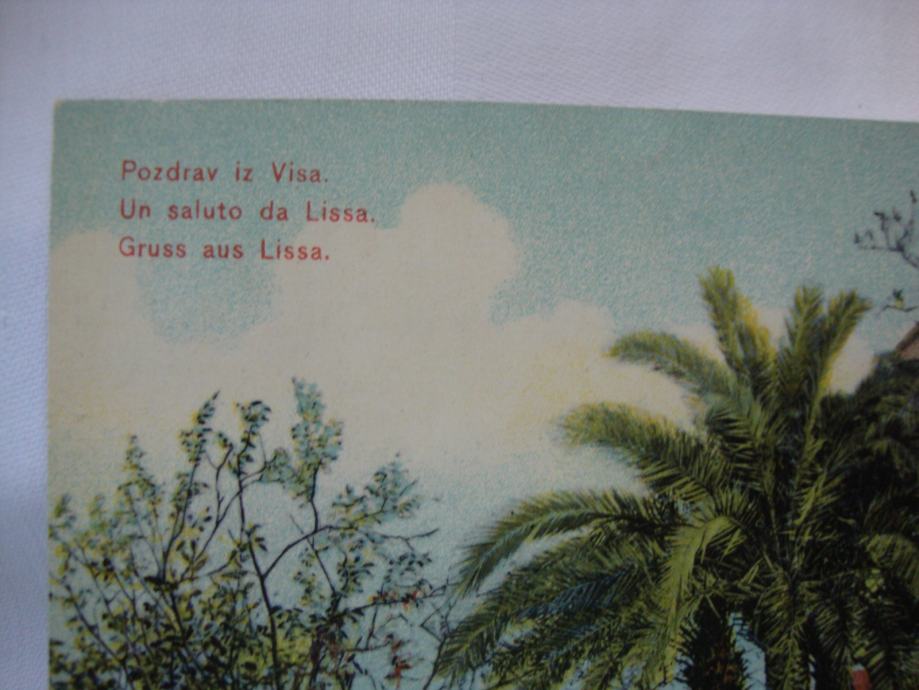 Pozdrav iz Visa.
Un saluto da Lissa.
Gruss aus Lissa.